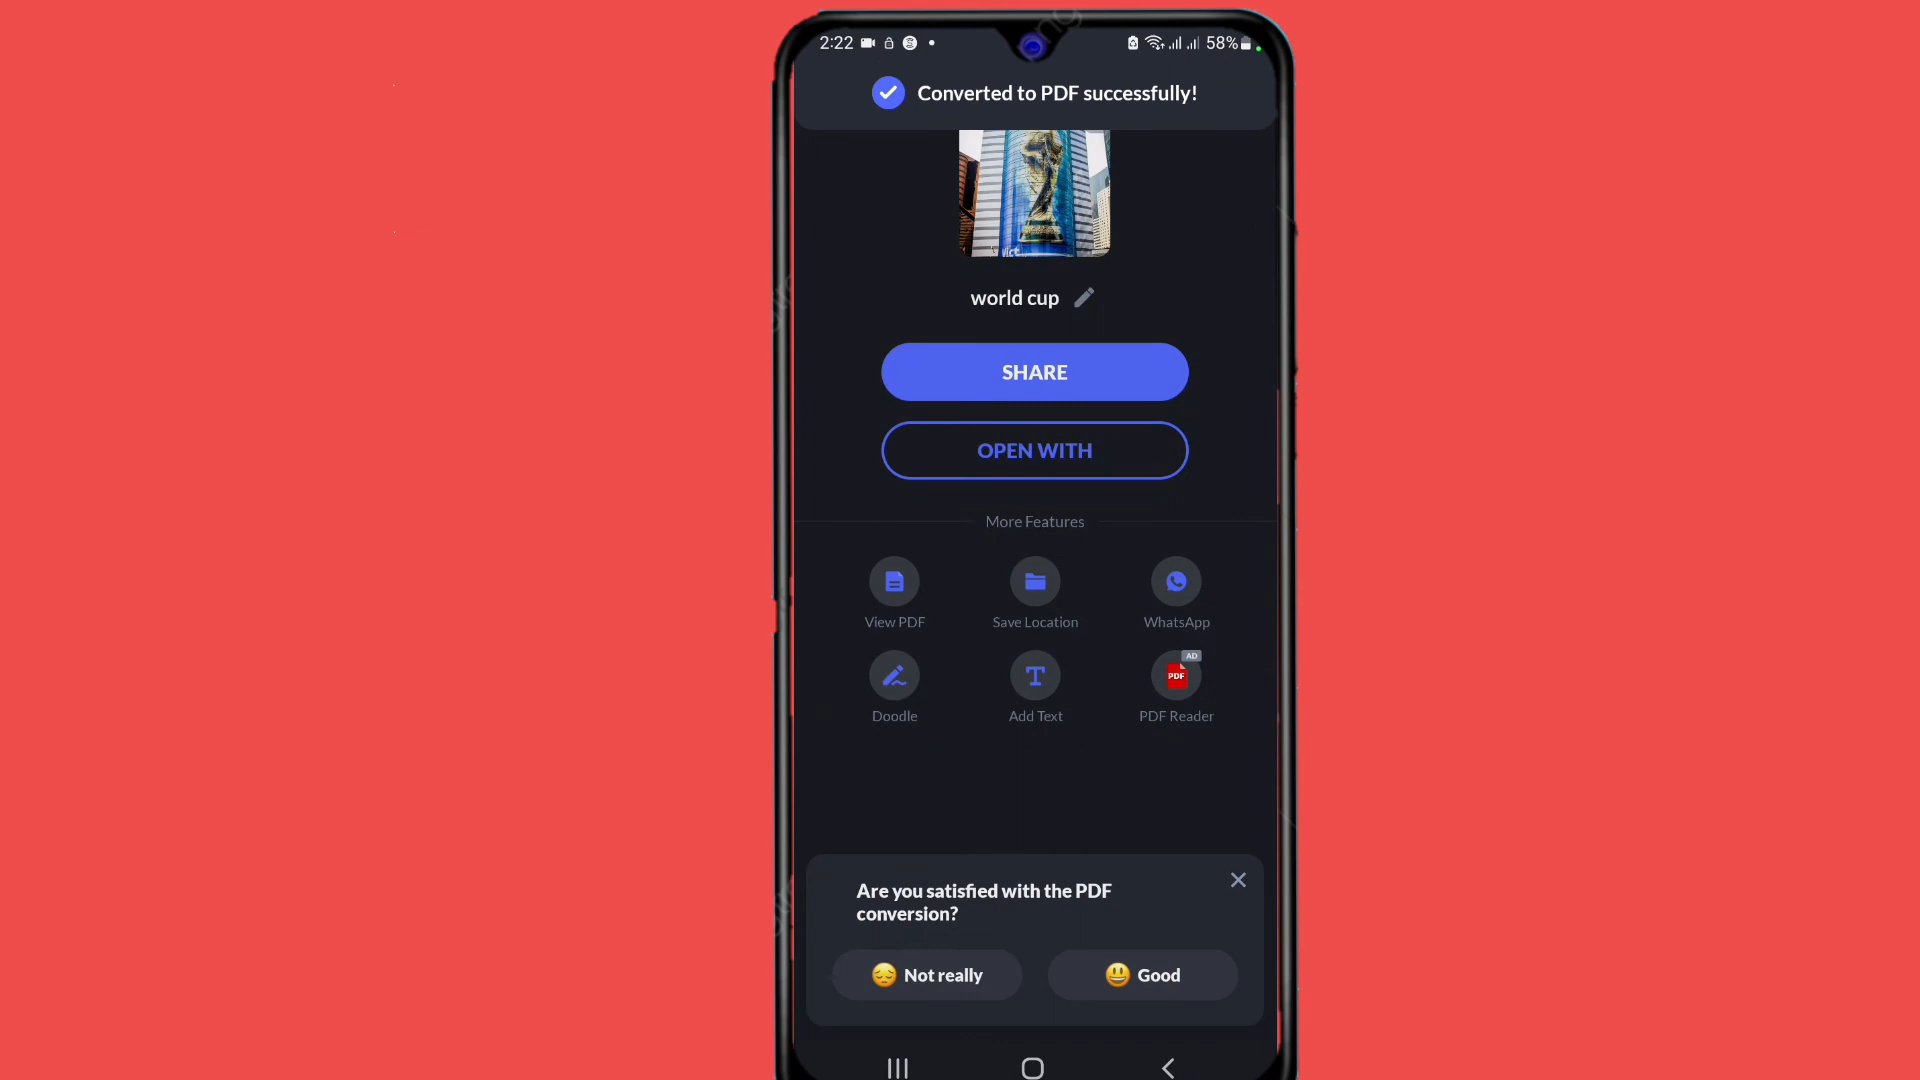 2:22
58%
Converted to PDF successfully!
world cup
SHARE
OPEN WITH
More Features
View PDF
Save Location
WhatsApp
AD
PDF
Doodle
Add Text
PDF Reader
Are you satisfied with the PDF
conversion?
Not really
Good